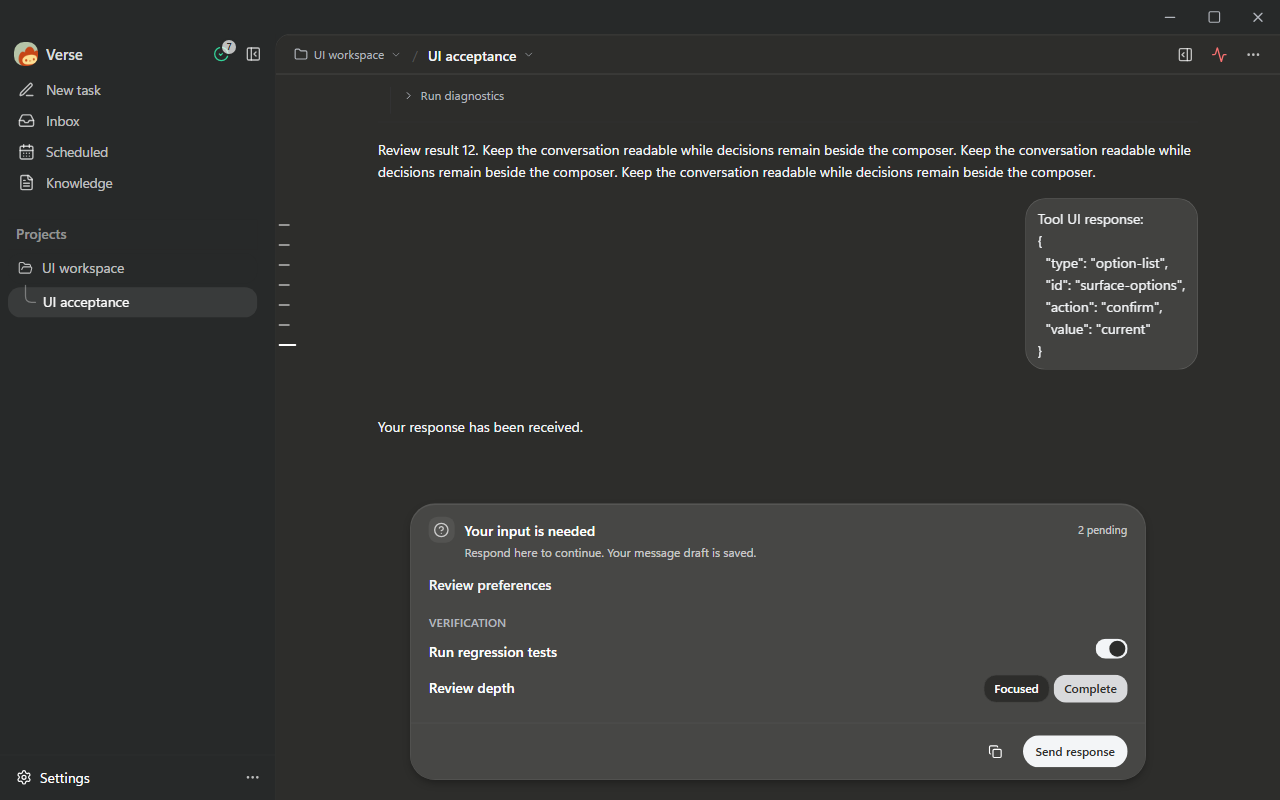 Verse
7
New task
Inbox
Scheduled
Knowledge
Projects
UI workspace
UI acceptance
Settings
UI workspace / UI acceptance
Run diagnostics
Review result 12. Keep the conversation readable while decisions remain beside the composer. Keep the conversation readable while
decisions remain beside the composer. Keep the conversation readable while decisions remain beside the composer.
Tool UI response:
{
"type": "option-list",
"id": "surface-options",
"action": "confirm",
"value": "current"
}
Your response has been received.
Your input is needed
2 pending
Respond here to continue. Your message draft is saved.
Review preferences
VERIFICATION
Run regression tests
Review depth
Focused
Complete
Send response